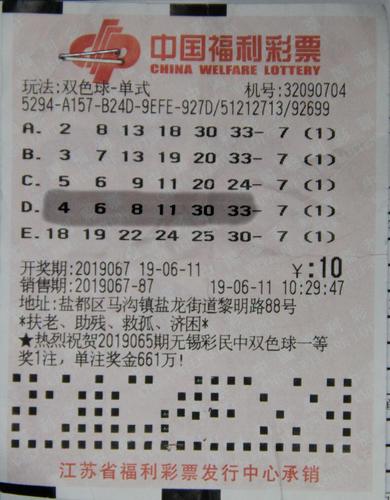 中国福利彩票
CHINA WELFARE LOTTERY
玩法:双色球-单式 机号:32090704
5294-A157-B24D-9EFE-927D/51212713/92699
A. 2 8 13 18 30 33- 7 (1)
B. 3 7 13 19 20 30- 7 (1)
C. 5 6 9 11 20 24- 7 (1)
D. 4 6 8 11 30 33- 7 (1)
E. 18 19 22 24 25 30- 7 (1)
开奖期:2019067 19-06-11 ¥:10
销售期:2019067-87 19-06-11 10:29:47
地址:盐都区马沟镇盐龙街道黎明路88号
*扶老、助残、救孤、济困*
★热烈祝贺2019065期无锡彩民中双色球一等
奖1注,单注奖金661万!
江苏省福利彩票发行中心承销